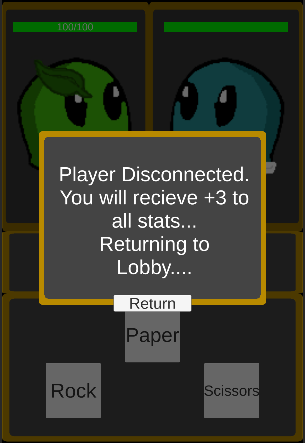 100/100
Player Disconnected.
You will recieve +3 to
all stats...
Returning to
Lobby....
Return
Paper
Rock
Scissors